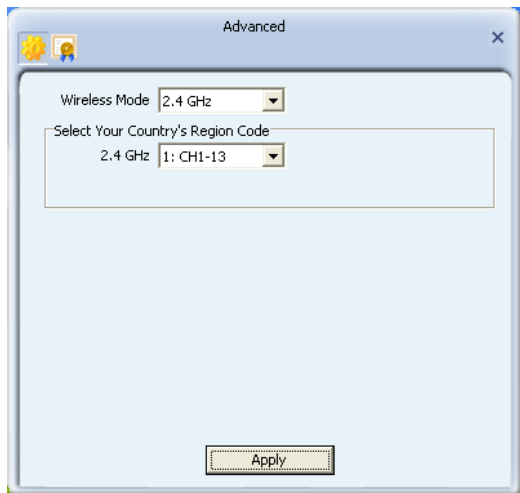 Advanced
Wireless Mode 2.4 GHz
Select Your Country's Region Code
2.4 GHz 1: CH1-13
Apply